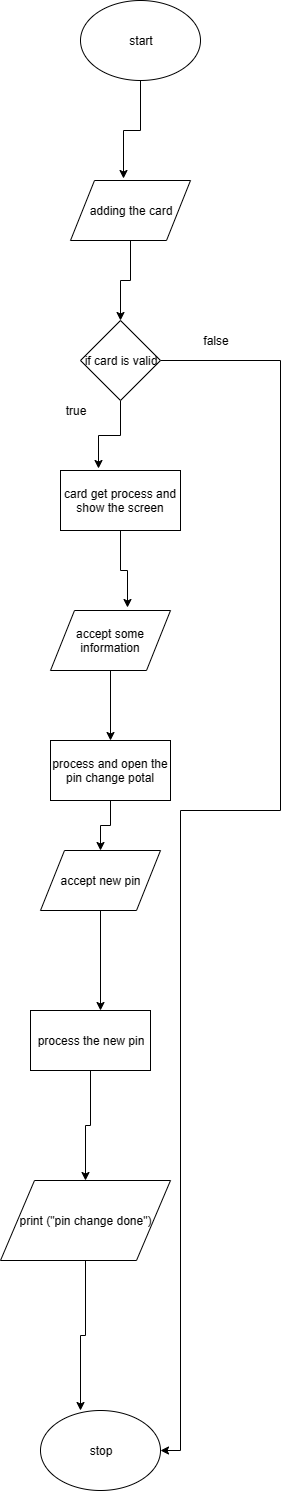 start
adding the card
if card is valid
false
true
card get process and
show the screen
accept some
information
process and open the
pin change potal
accept new pin
process the new pin
print ("pin change done")
stop